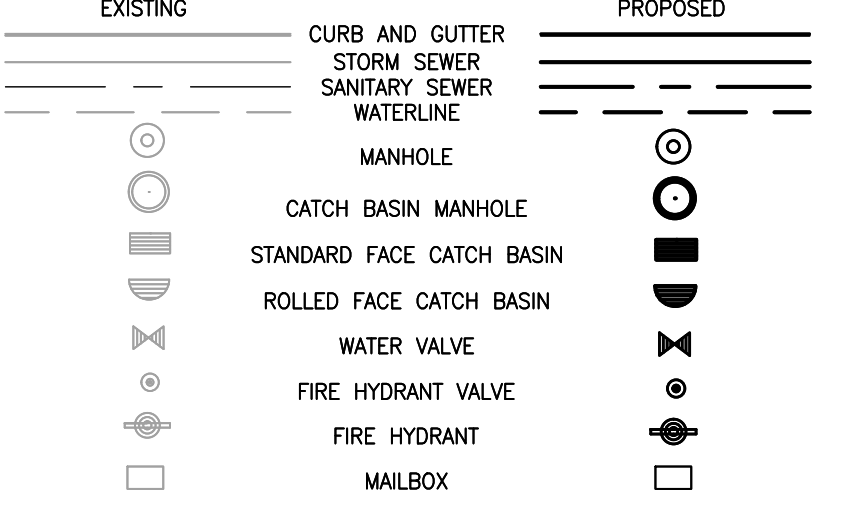 EXISTING PROPOSED
CURB AND GUTTER
STORM SEWER
SANITARY SEWER
WATERLINE
MANHOLE
CATCH BASIN MANHOLE
STANDARD FACE CATCH BASIN
ROLLED FACE CATCH BASIN
WATER VALVE
FIRE HYDRANT VALVE
FIRE HYDRANT
MAILBOX